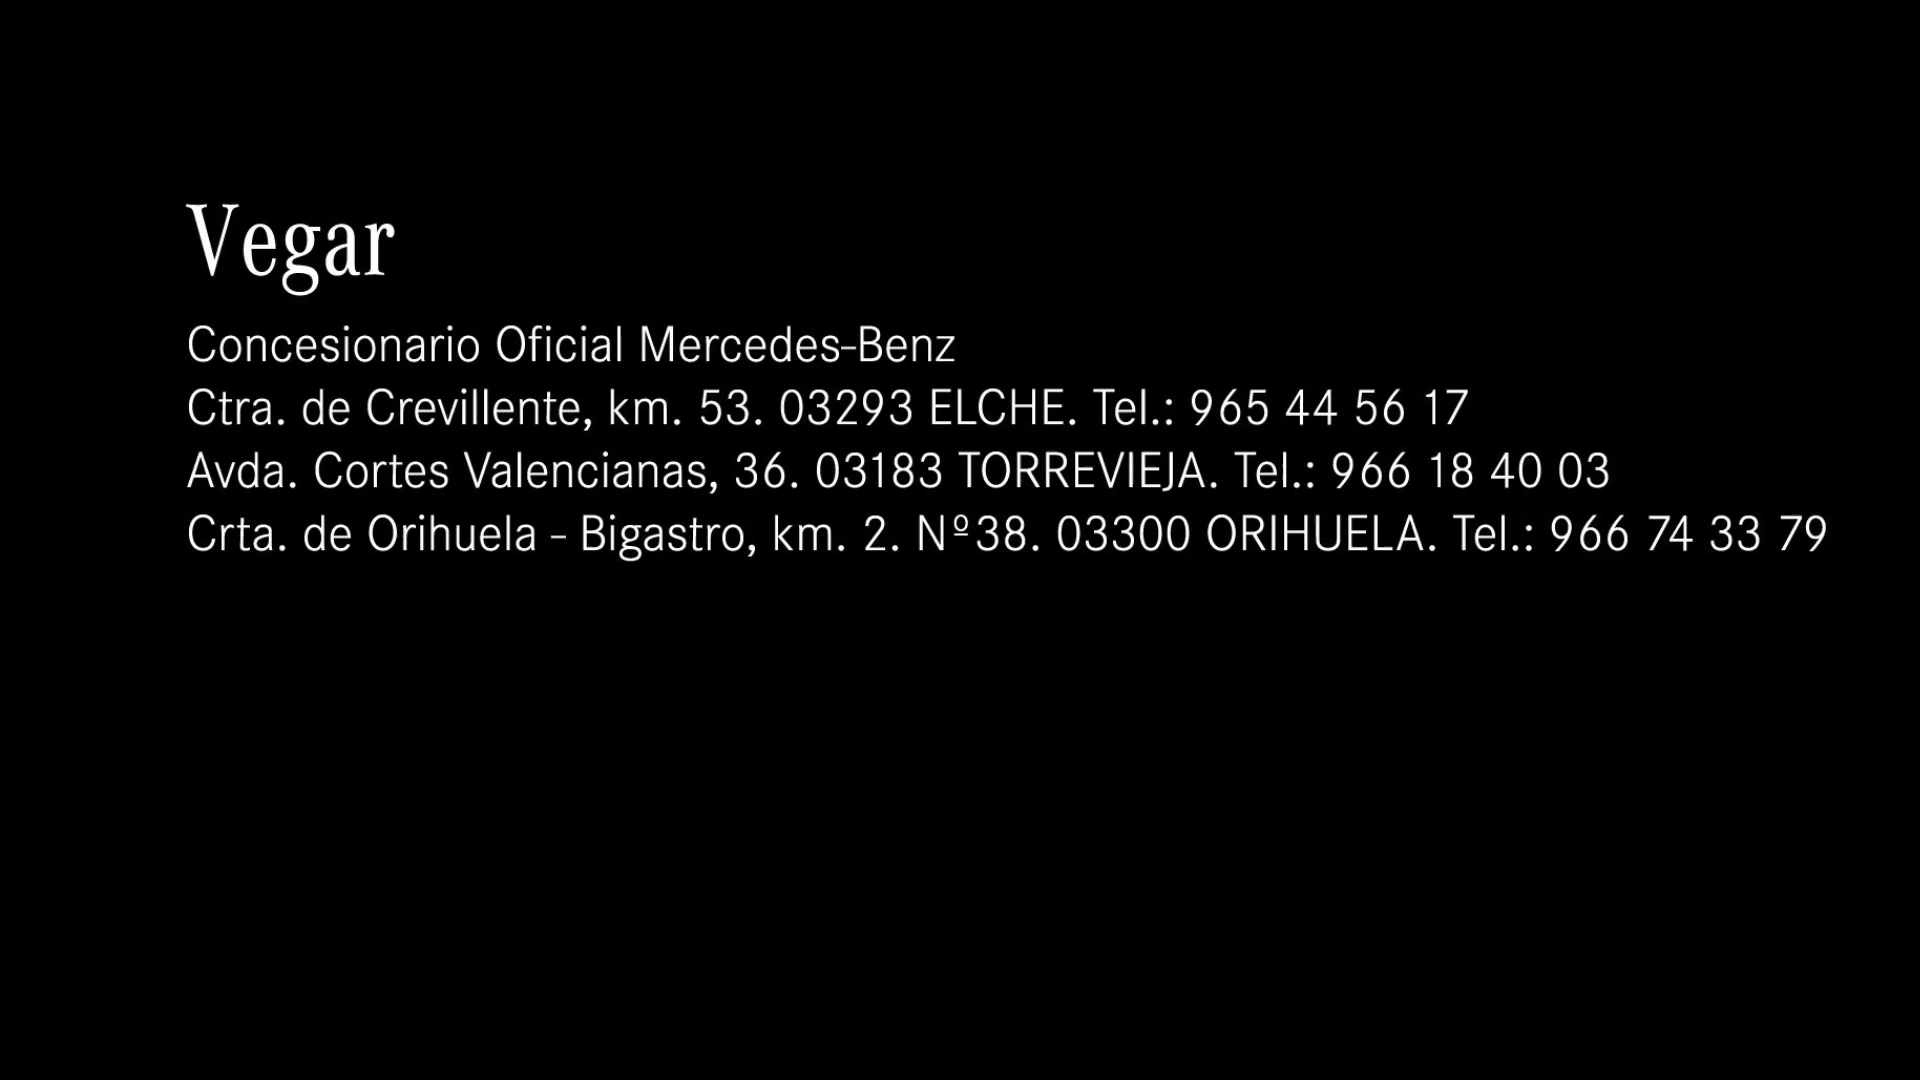 Vegar
Concesionario Oficial Mercedes-Benz
Ctra. de Crevillente, km. 53. 03293 ELCHE. Tel.: 965 44 56 17
Avda. Cortes Valencianas, 36. 03183 TORREVIEJA. Tel.: 966 18 40 03
Crta. de Orihuela - Bigastro, km. 2. Nº38. 03300 ORIHUELA. Tel.: 966 74 33 79